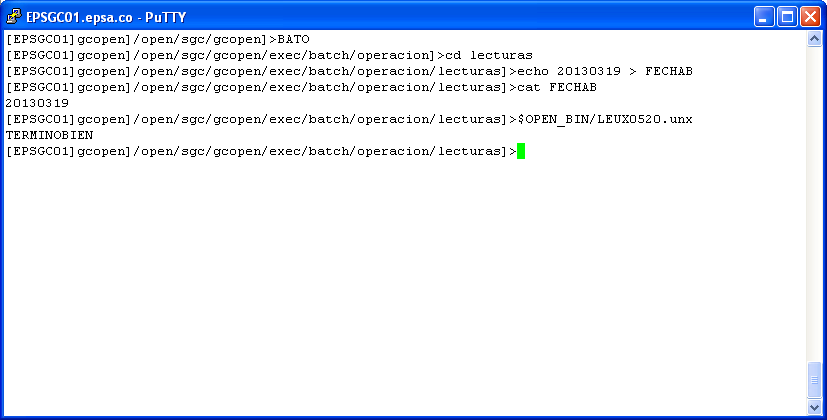 EPSGC01.epsa.co - PuTTY
[EPSGC01]gcopen]/open/sgc/gcopen]>BATO
[EPSGC01]gcopen]/open/sgc/gcopen/exec/batch/operacion]>cd lecturas
[EPSGC01]gcopen]/open/sgc/gcopen/exec/batch/operacion/lecturas]>echo 20130319 > FECHAB
[EPSGC01]gcopen]/open/sgc/gcopen/exec/batch/operacion/lecturas]>cat FECHAB
20130319
[EPSGC01]gcopen]/open/sgc/gcopen/exec/batch/operacion/lecturas]>$OPEN_BIN/LEUX0520.unx
TERMINOBIEN
[EPSGC01]gcopen]/open/sgc/gcopen/exec/batch/operacion/lecturas]>